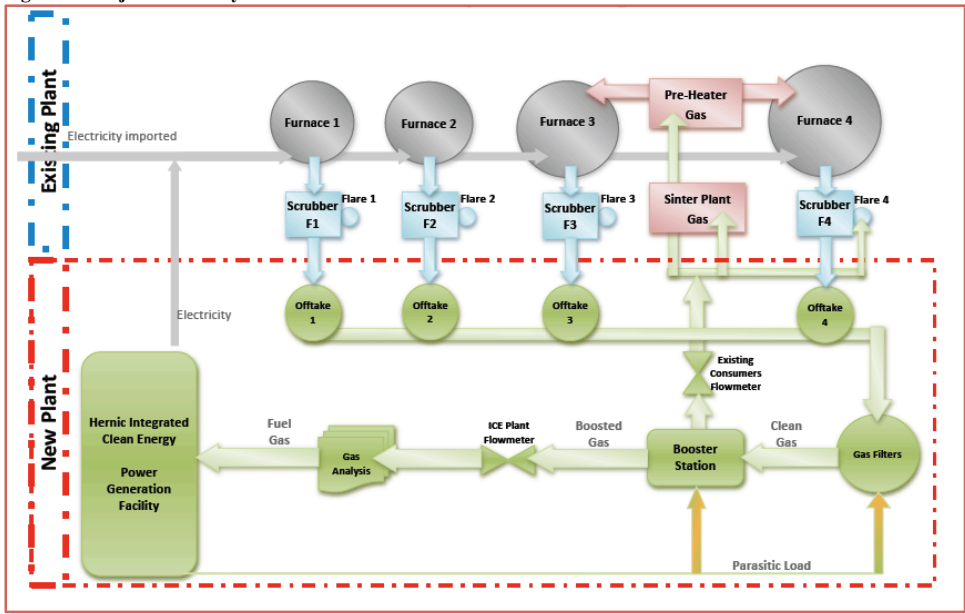 Existing Plant
Electricity imported
Furnace 1
Furnace 2
Furnace 3
Pre-Heater
Gas
Furnace 4
Scrubber
F1
Flare 1
Scrubber
F2
Flare 2
Scrubber
F3
Flare 3
Sinter Plant
Gas
Scrubber
F4
Flare 4
New Plant
Electricity
Offtake
1
Offtake
2
Offtake
3
Offtake
4
Existing
Consumers
Flowmeter
Hernic Integrated
Clean Energy
Power
Generation
Facility
Fuel
Gas
Gas
Analysis
ICE Plant
Flowmeter
Boosted
Gas
Booster
Station
Clean
Gas
Gas Filters
Parasitic Load